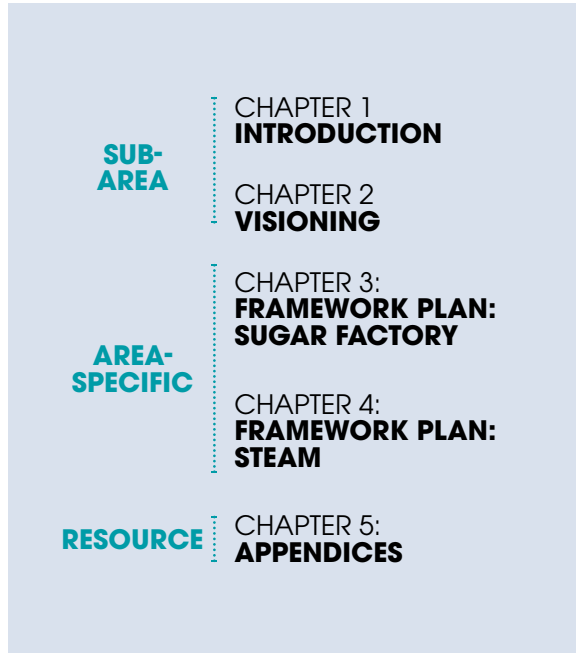 SUB-
AREA
CHAPTER 1
INTRODUCTION
CHAPTER 2
VISIONING
AREA-
SPECIFIC
CHAPTER 3:
FRAMEWORK PLAN:
SUGAR FACTORY
CHAPTER 4:
FRAMEWORK PLAN:
STEAM
RESOURCE
CHAPTER 5:
APPENDICES